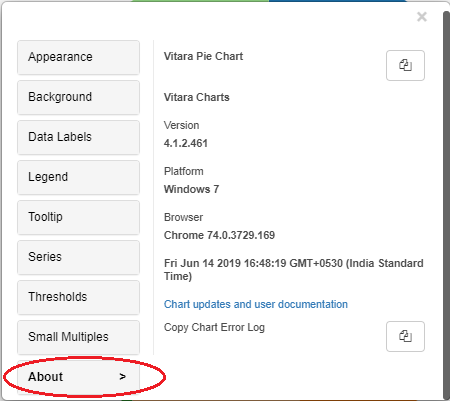 ×
Appearance
Background
Data Labels
Legend
Tooltip
Series
Thresholds
Small Multiples
About >
Vitara Pie Chart
Vitara Charts
Version
4.1.2.461
Platform
Windows 7
Browser
Chrome 74.0.3729.169
Fri Jun 14 2019 16:48:19 GMT+0530 (India Standard
Time)
Chart updates and user documentation
Copy Chart Error Log